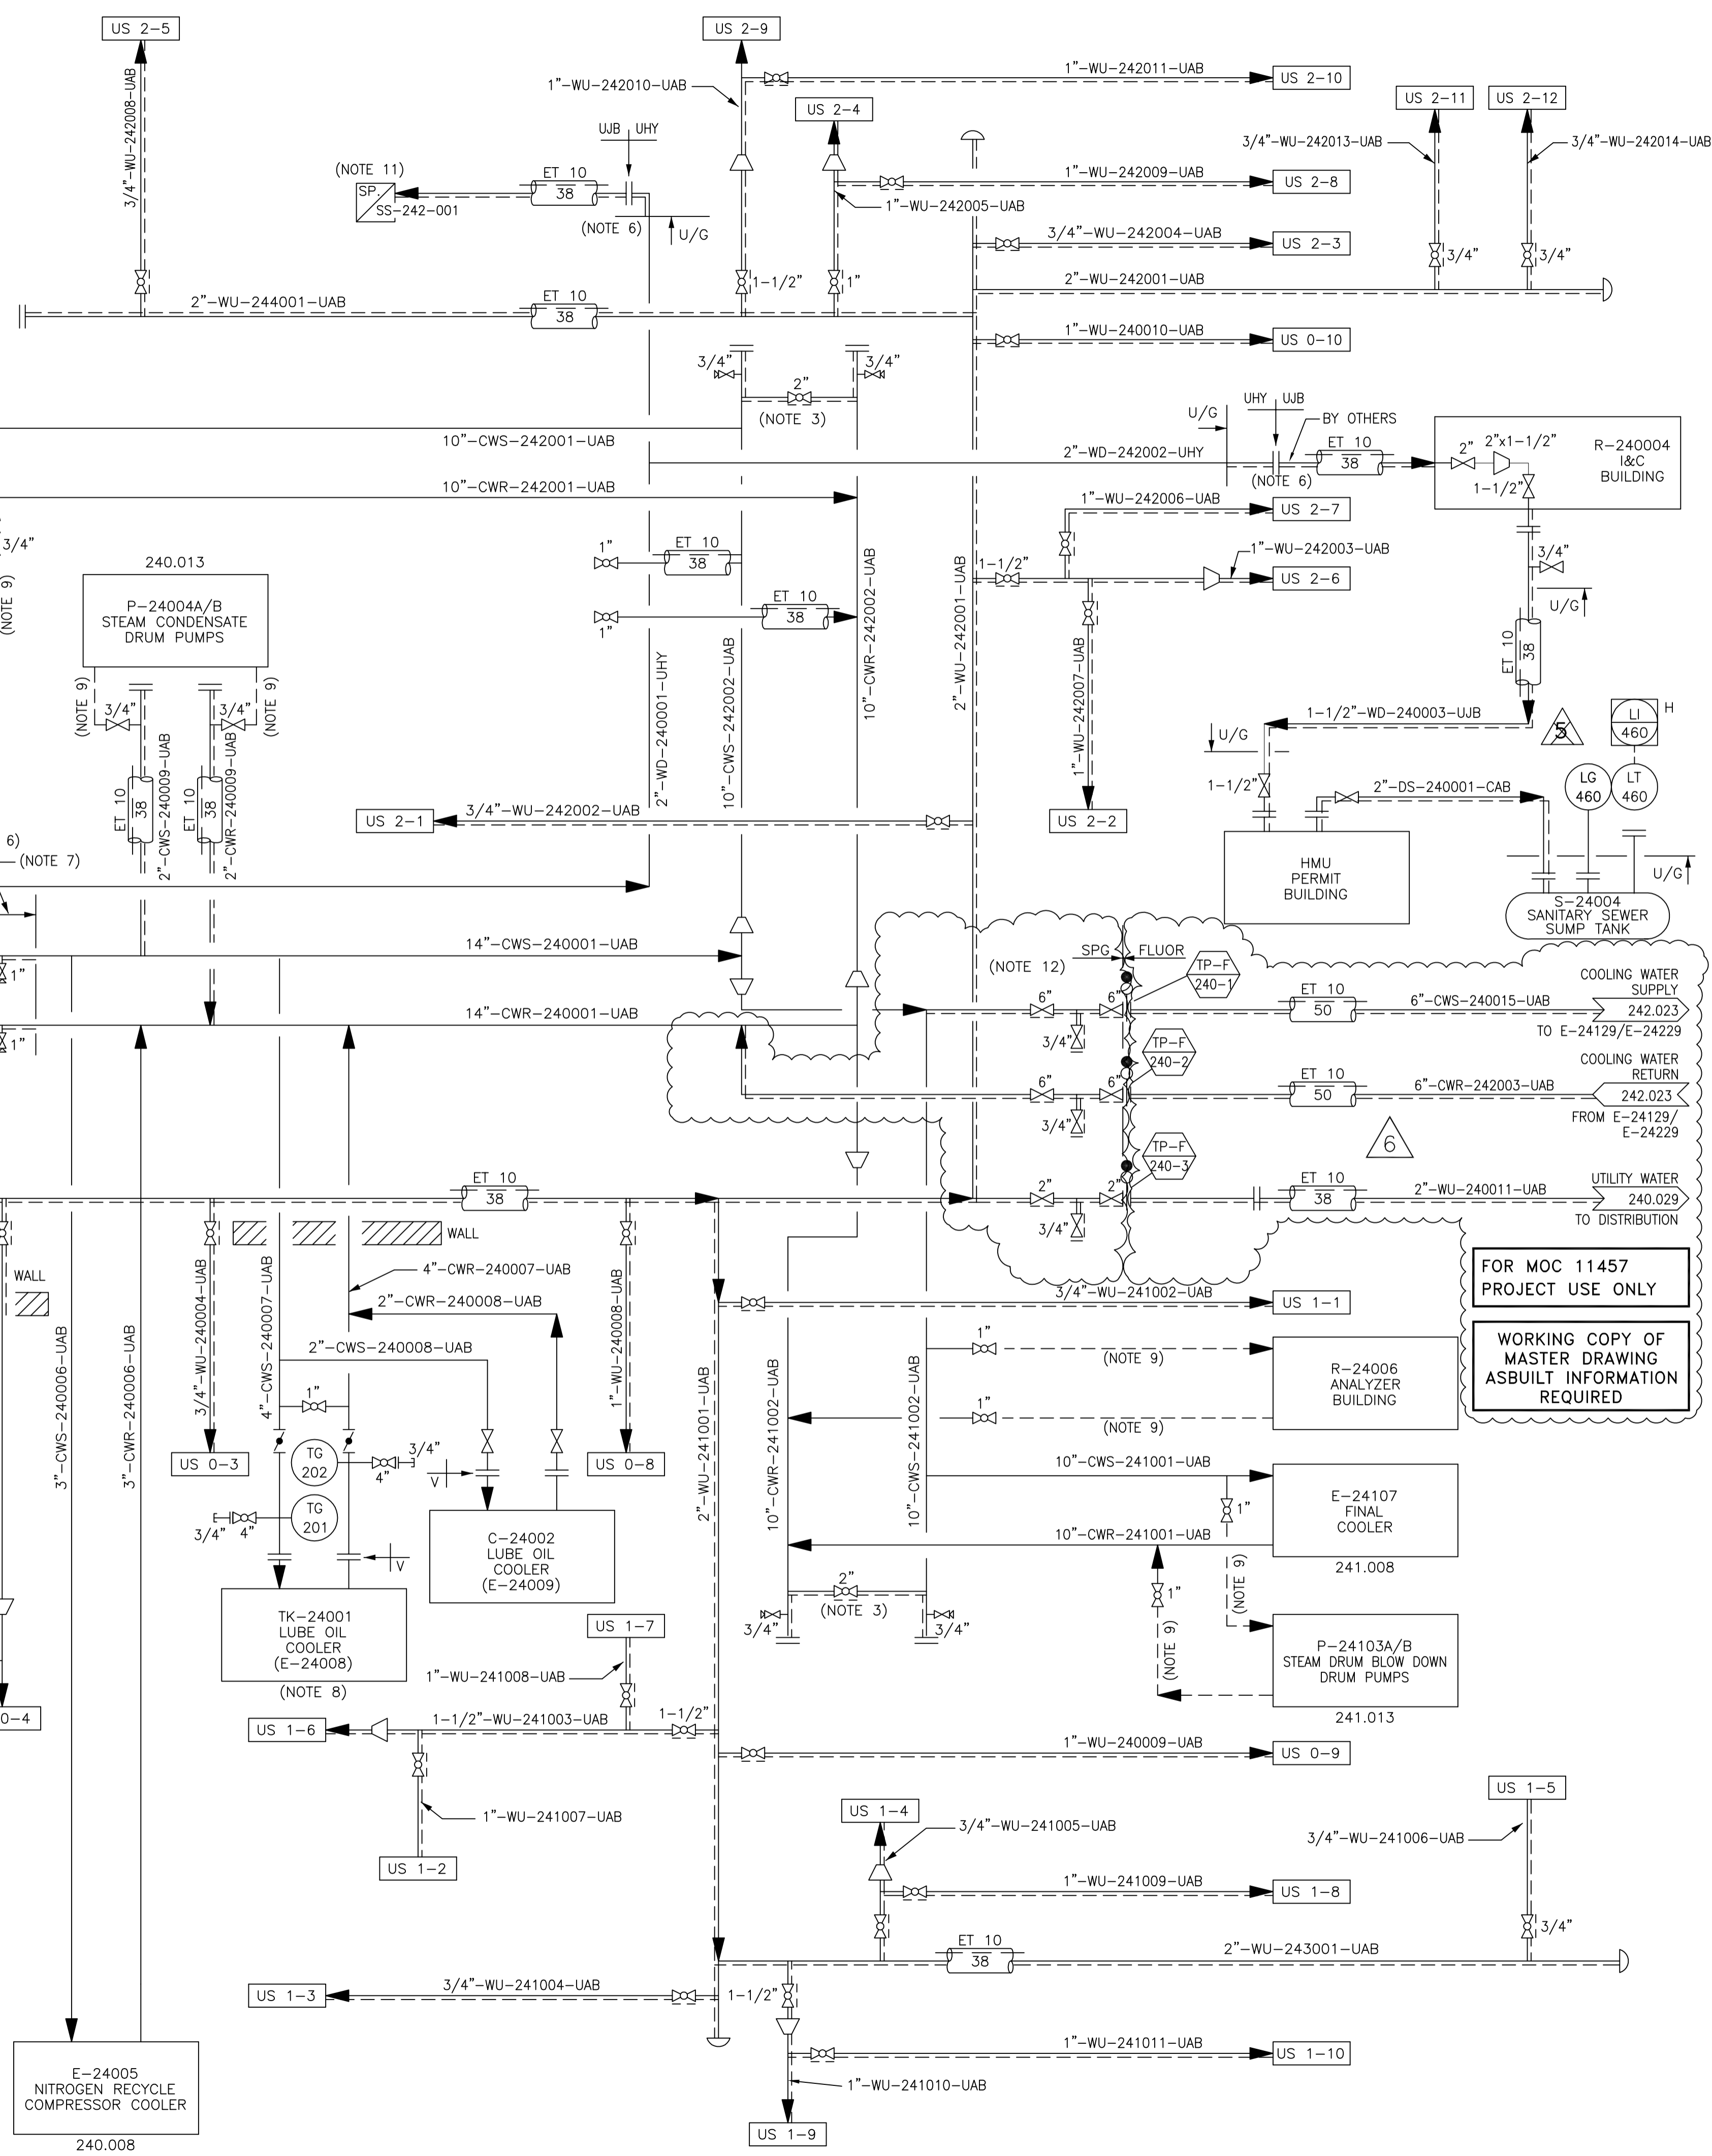 US 2-5
US 2-9
1"-WU-242011-UAB
US 2-10
1"-WU-242010-UAB
US 2-4
US 2-11
US 2-12
3/4"-WU-242008-UAB
UJB
UHY
3/4"-WU-242013-UAB
3/4"-WU-242014-UAB
(NOTE 11)
SP.
SS-242-001
ET 10
38
1"-WU-242009-UAB
US 2-8
1"-WU-242005-UAB
(NOTE 6)
U/G
3/4"-WU-242004-UAB
US 2-3
3/4"
3/4"
1-1/2"
1"
2"-WU-242001-UAB
2"-WU-244001-UAB
ET 10
38
1"-WU-240010-UAB
US 0-10
3/4"
3/4"
2"
(NOTE 3)
10"-CWS-242001-UAB
U/G
UHY
UJB
BY OTHERS
2"-WD-242002-UHY
ET 10
38
(NOTE 6)
2"
2"x1-1/2"
1-1/2"
R-240004
I&C
BUILDING
10"-CWR-242001-UAB
1"-WU-242006-UAB
US 2-7
3/4"
(NOTE 9)
240.013
P-24004A/B
STEAM CONDENSATE
DRUM PUMPS
1"
ET 10
38
1"
ET 10
38
10"-CWR-242002-UAB
2"-WU-242001-UAB
1-1/2"
1"-WU-242003-UAB
US 2-6
3/4"
U/G
ET 10
38
(NOTE 9)
3/4"
3/4"
(NOTE 9)
2"-WD-240001-UHY
10"-CWS-242002-UAB
1"-WU-242007-UAB
1-1/2"-WD-240003-UJB
5
LI
460
H
U/G
ET 10
38
2"-CWS-240009-UAB
ET 10
38
2"-CWR-240009-UAB
1-1/2"
2"-DS-240001-CAB
LG
460
LT
460
US 2-1
3/4"-WU-242002-UAB
US 2-2
6)
(NOTE 7)
HMU
PERMIT
BUILDING
U/G
S-24004
SANITARY SEWER
SUMP TANK
14"-CWS-240001-UAB
1"
(NOTE 12)
SPG
FLUOR
TP-F
240-1
COOLING WATER
SUPPLY
14"-CWR-240001-UAB
1"
6"
6"
3/4"
ET 10
50
6"-CWS-240015-UAB
242.023
TO E-24129/E-24229
TP-F
240-2
COOLING WATER
RETURN
6"
6"
3/4"
ET 10
50
6"-CWR-242003-UAB
242.023
FROM E-24129/
E-24229
6
TP-F
240-3
ET 10
38
2"
2"
3/4"
ET 10
38
2"-WU-240011-UAB
UTILITY WATER
240.029
TO DISTRIBUTION
WALL
WALL
4"-CWR-240007-UAB
2"-CWR-240008-UAB
2"-CWS-240008-UAB
FOR MOC 11457
PROJECT USE ONLY
3/4"-WU-241002-UAB
US 1-1
3"-CWS-240006-UAB
3"-CWR-240006-UAB
3/4"-WU-240004-UAB
4"-CWS-240007-UAB
1"-WU-240008-UAB
2"-WU-241001-UAB
10"-CWR-241002-UAB
10"-CWS-241002-UAB
1"
(NOTE 9)
1"
(NOTE 9)
R-24006
ANALYZER
BUILDING
WORKING COPY OF
MASTER DRAWING
ASBUILT INFORMATION
REQUIRED
1"
US 0-3
TG
202
4"
3/4"
V
US 0-8
TG
201
3/4"
4"
V
10"-CWS-241001-UAB
1"
E-24107
FINAL
COOLER
241.008
10"-CWR-241001-UAB
C-24002
LUBE OIL
COOLER
(E-24009)
TK-24001
LUBE OIL
COOLER
(E-24008)
(NOTE 8)
2"
(NOTE 3)
3/4"
3/4"
1"
(NOTE 9)
(NOTE 9)
P-24103A/B
STEAM DRUM BLOW DOWN
DRUM PUMPS
241.013
US 1-7
1"-WU-241008-UAB
0-4
US 1-6
1-1/2"-WU-241003-UAB
1-1/2"
1"-WU-240009-UAB
US 0-9
1"-WU-241007-UAB
US 1-2
US 1-4
3/4"-WU-241005-UAB
US 1-5
3/4"-WU-241006-UAB
1"-WU-241009-UAB
US 1-8
3/4"
ET 10
38
2"-WU-243001-UAB
US 1-3
3/4"-WU-241004-UAB
1-1/2"
1"-WU-241011-UAB
US 1-10
1"-WU-241010-UAB
US 1-9
E-24005
NITROGEN RECYCLE
COMPRESSOR COOLER
240.008